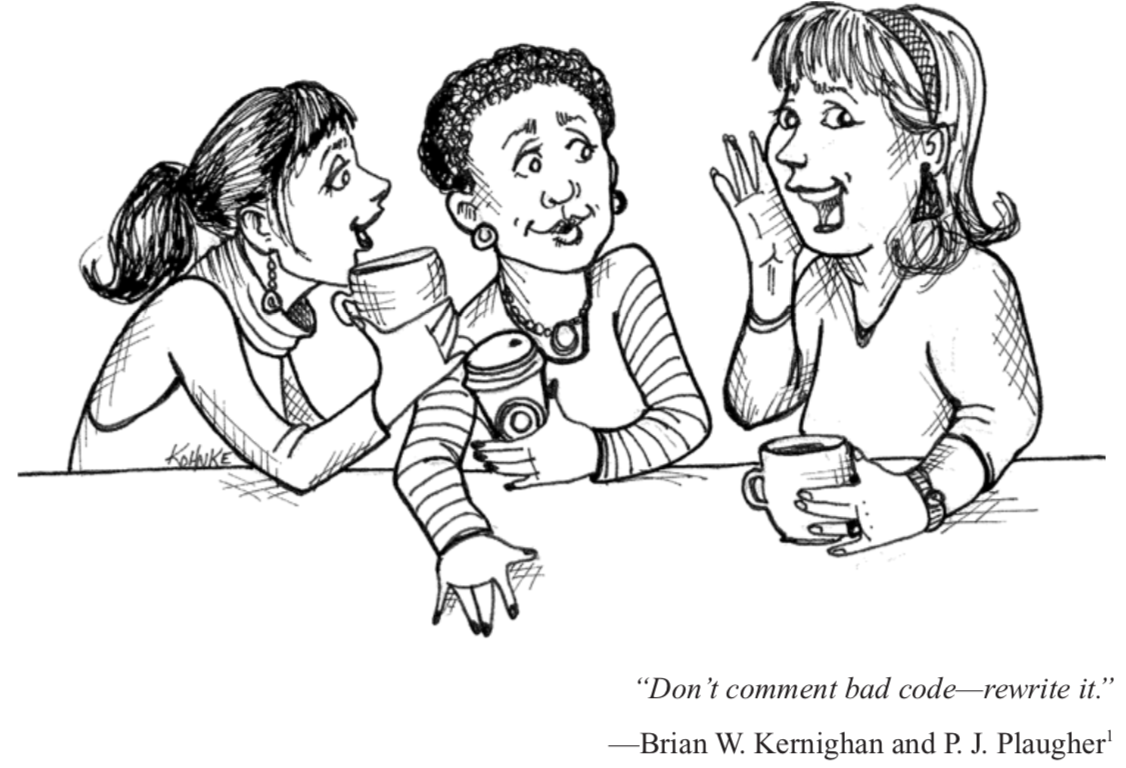 KOHNKE
“Don’t comment bad code—rewrite it.”
—Brian W. Kernighan and P. J. Plaugher1